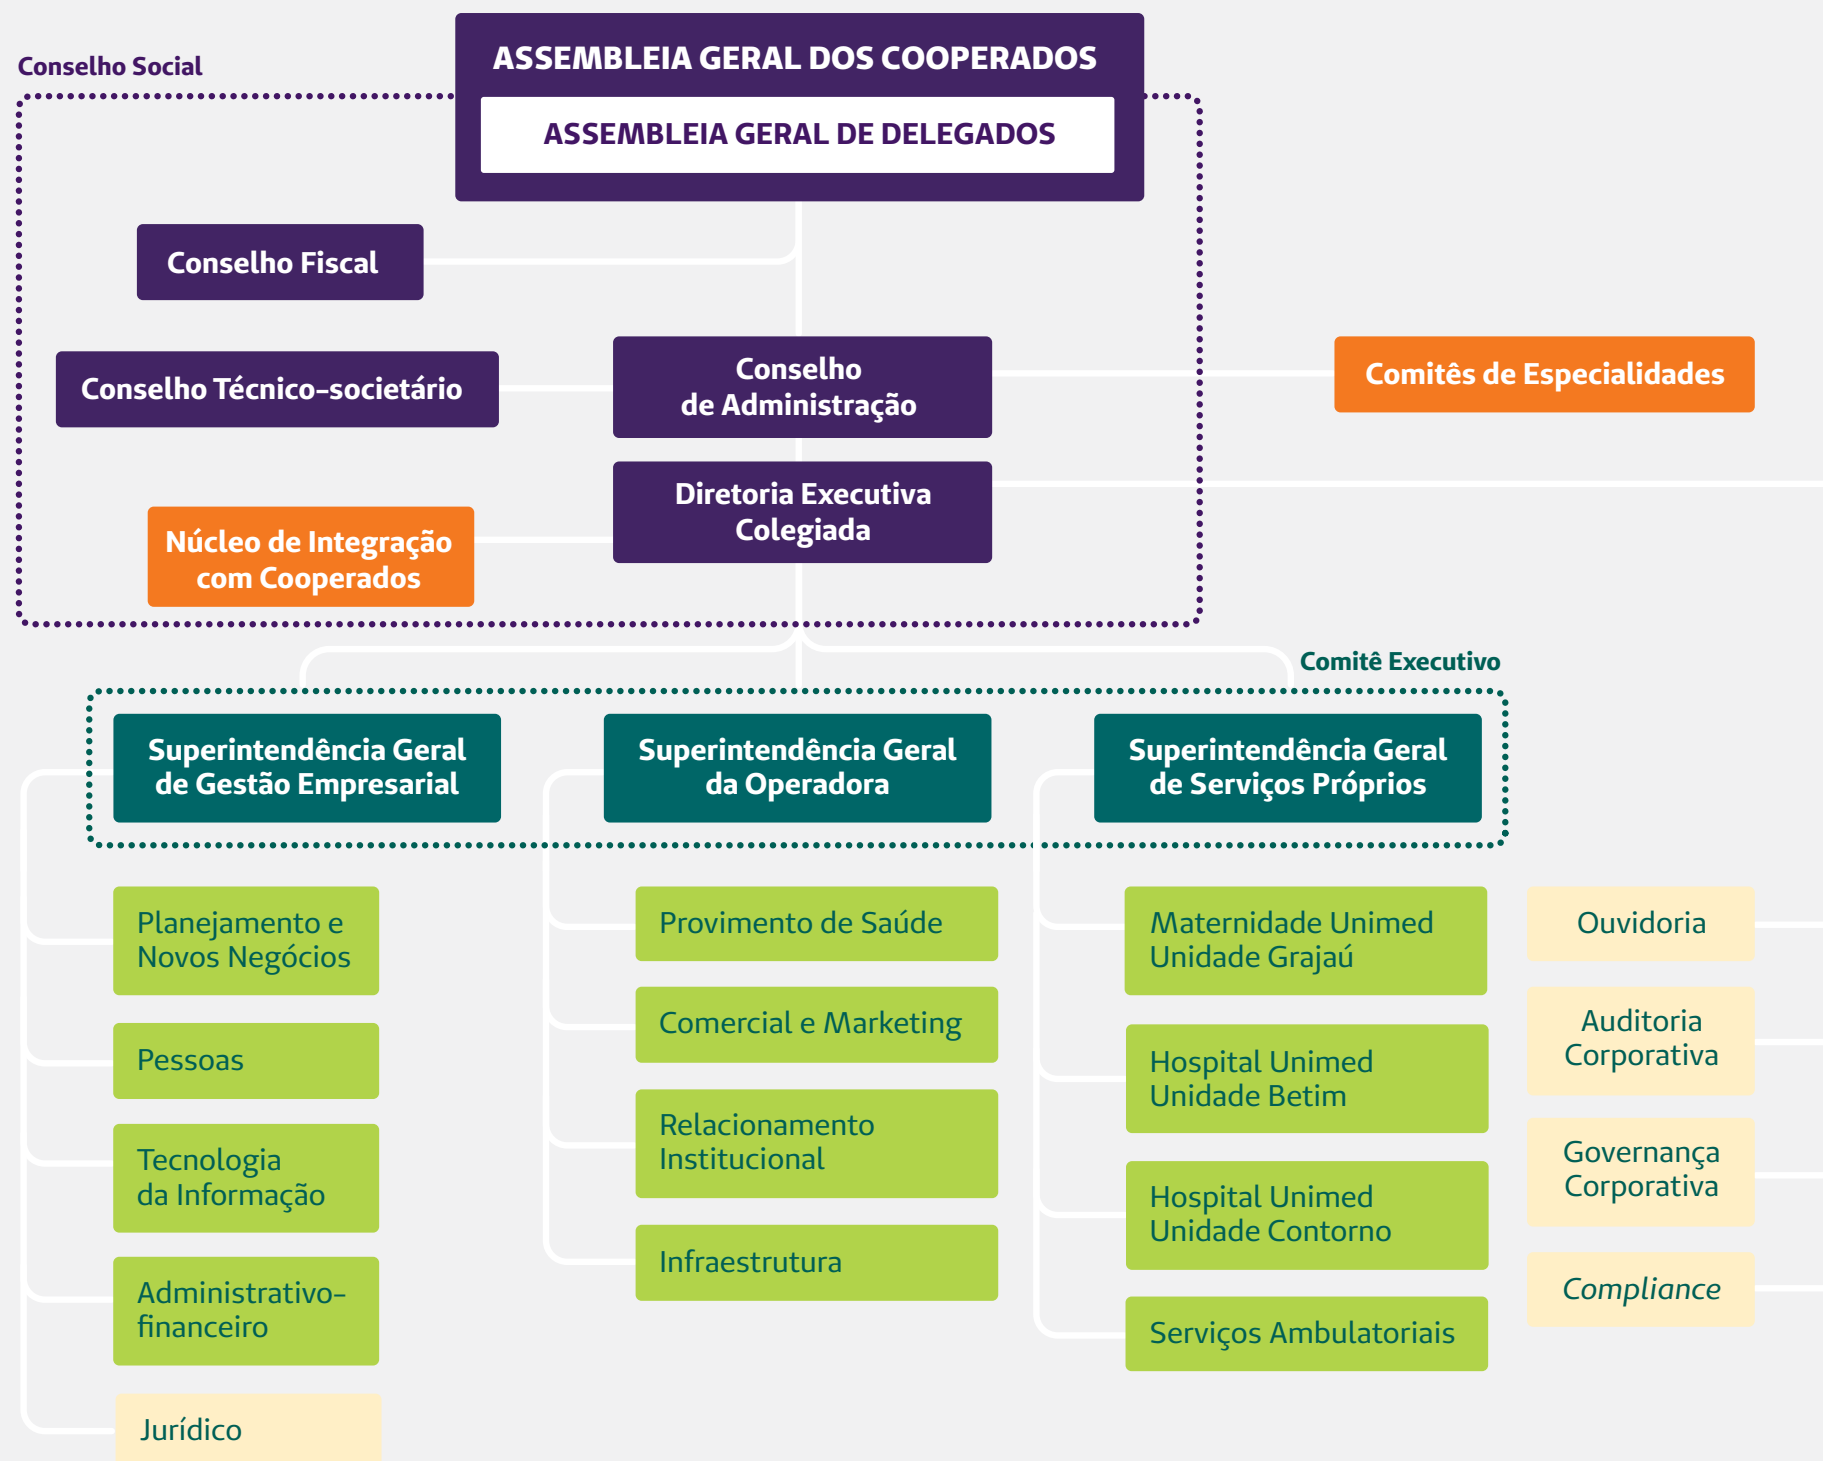 Conselho Social
ASSEMBLEIA GERAL DOS COOPERADOS
ASSEMBLEIA GERAL DE DELEGADOS
Conselho Fiscal
Conselho Técnico-societário
Conselho
de Administração
Comitês de Especialidades
Diretoria Executiva
Colegiada
Núcleo de Integração
com Cooperados
Comitê Executivo
Superintendência Geral
de Gestão Empresarial
Superintendência Geral
da Operadora
Superintendência Geral
de Serviços Próprios
Planejamento e
Novos Negócios
Pessoas
Tecnologia
da Informação
Administrativo-
financeiro
Jurídico
Provimento de Saúde
Comercial e Marketing
Relacionamento
Institucional
Infraestrutura
Maternidade Unimed
Unidade Grajaú
Hospital Unimed
Unidade Betim
Hospital Unimed
Unidade Contorno
Serviços Ambulatoriais
Ouvidoria
Auditoria
Corporativa
Governança
Corporativa
Compliance